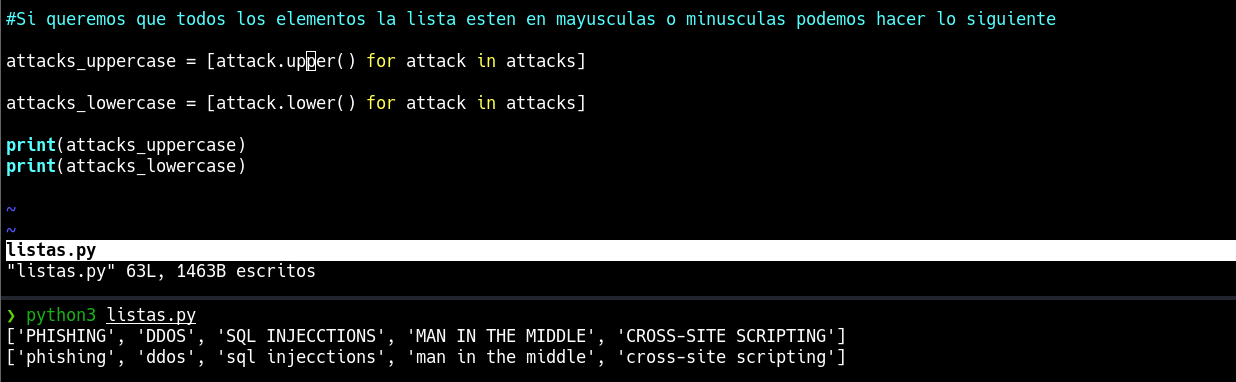 #Si queremos que todos los elementos la lista esten en mayusculas o minusculas podemos hacer lo siguiente
attacks_uppercase = [attack.upper() for attack in attacks]
attacks_lowercase = [attack.lower() for attack in attacks]
print(attacks_uppercase)
print(attacks_lowercase)
~
~
listas.py
"listas.py" 63L, 1463B escritos
❯ python3 listas.py
['PHISHING', 'DDOS', 'SQL INJECCTIONS', 'MAN IN THE MIDDLE', 'CROSS-SITE SCRIPTING']
['phishing', 'ddos', 'sql injecctions', 'man in the middle', 'cross-site scripting']